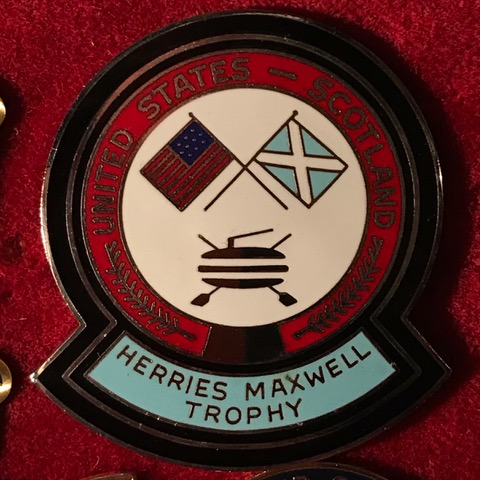 UNITED STATES — SCOTLAND
HERRIES MAXWELL
TROPHY